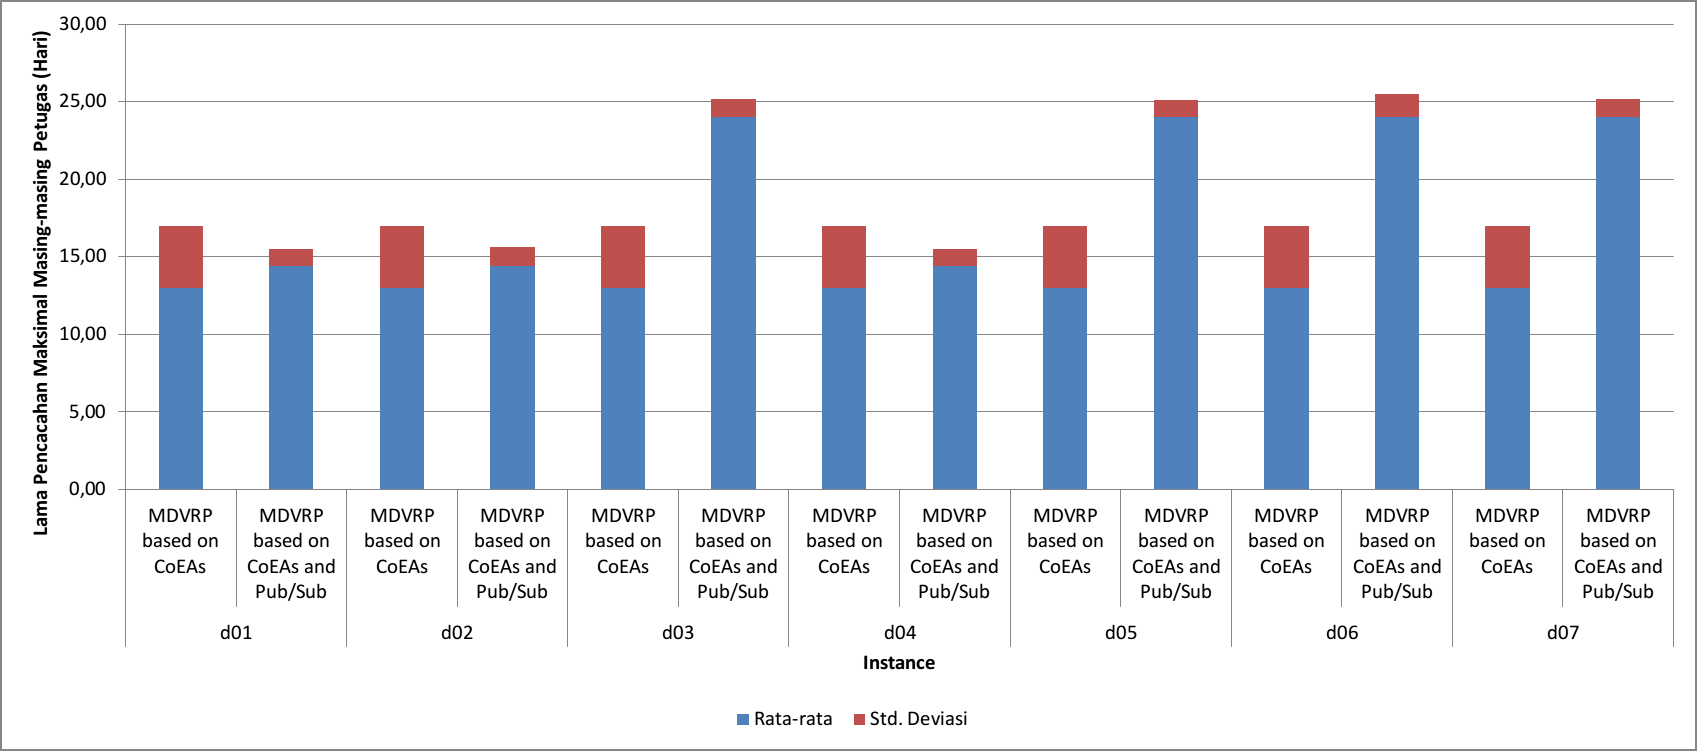 Lama Pencacahan Maksimal Masing-masing Petugas (Hari)
30,00
25,00
20,00
15,00
10,00
5,00
0,00
MDVRP based on CoEAs
MDVRP based on CoEAs and Pub/Sub
MDVRP based on CoEAs
MDVRP based on CoEAs and Pub/Sub
MDVRP based on CoEAs
MDVRP based on CoEAs and Pub/Sub
MDVRP based on CoEAs
MDVRP based on CoEAs and Pub/Sub
MDVRP based on CoEAs
MDVRP based on CoEAs and Pub/Sub
MDVRP based on CoEAs
MDVRP based on CoEAs and Pub/Sub
MDVRP based on CoEAs
MDVRP based on CoEAs and Pub/Sub
d01 d02 d03 d04 d05 d06 d07
Instance
Rata-rata Std. Deviasi